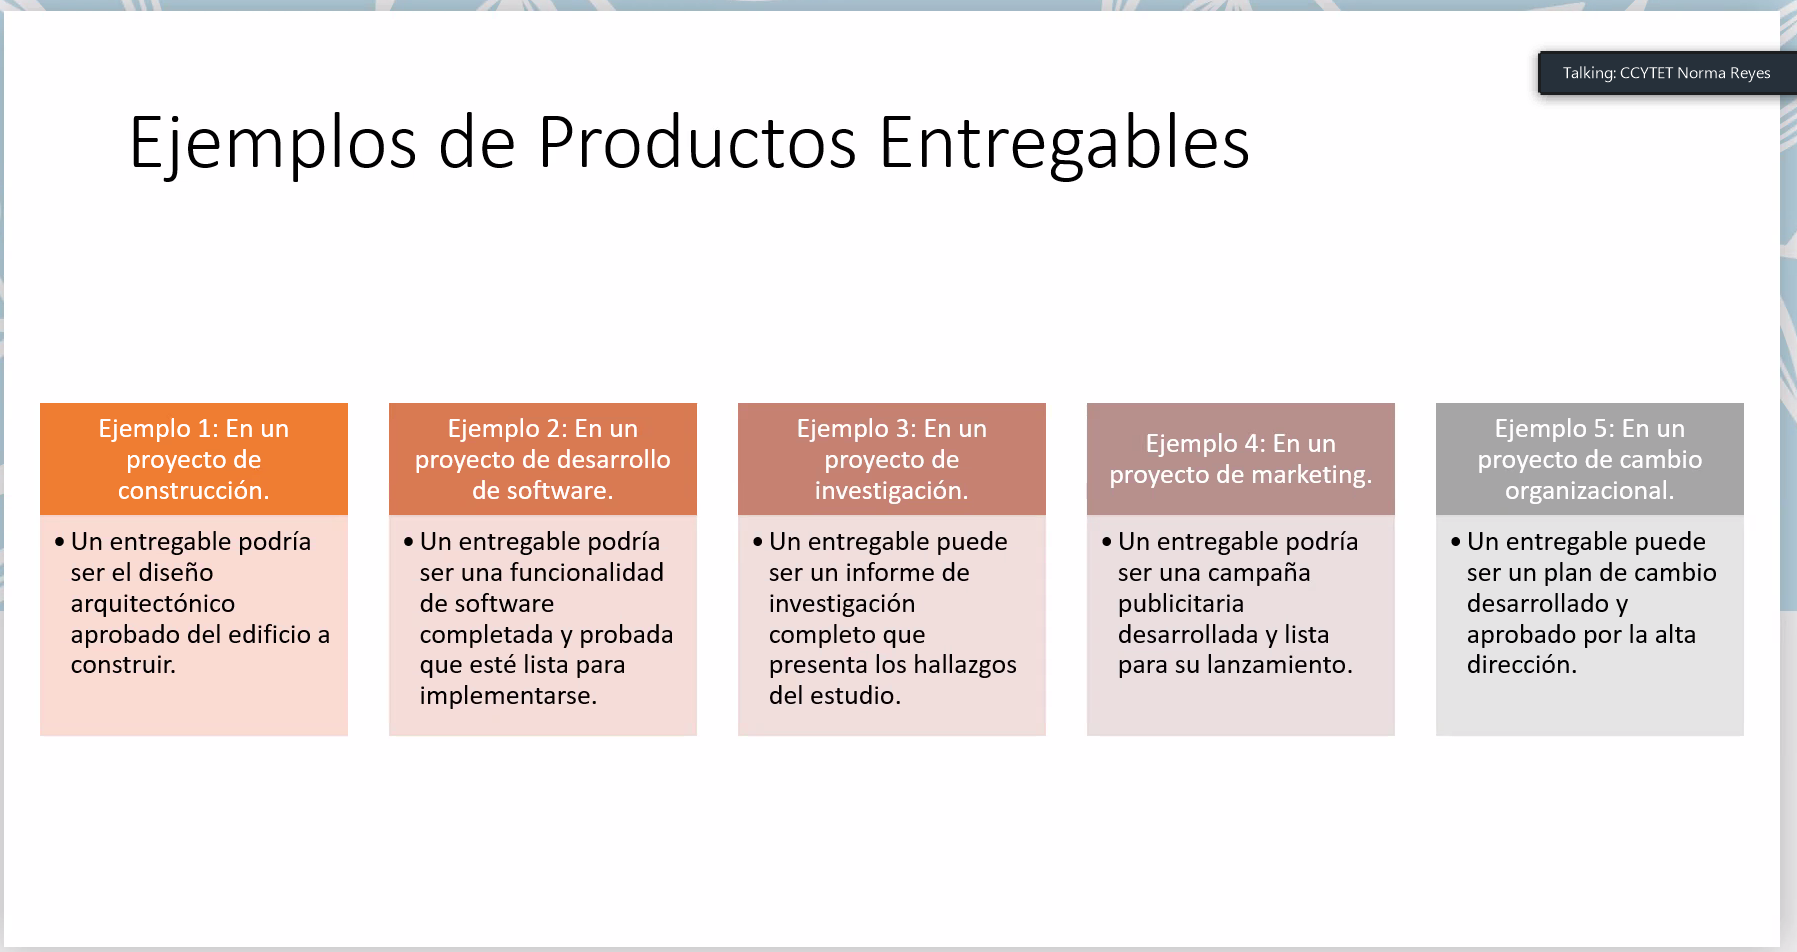 Talking: CCYTET Norma Reyes
Ejemplos de Productos Entregables
Ejemplo 1: En un
proyecto de
construcción.
• Un entregable podría
ser el diseño
arquitectónico
aprobado del edificio a
construir.
Ejemplo 2: En un
proyecto de desarrollo
de software.
• Un entregable podría
ser una funcionalidad
de software
completada y probada
que esté lista para
implementarse.
Ejemplo 3: En un
proyecto de
investigación.
• Un entregable puede
ser un informe de
investigación
completo que
presenta los hallazgos
del estudio.
Ejemplo 4: En un
proyecto de marketing.
• Un entregable podría
ser una campaña
publicitaria
desarrollada y lista
para su lanzamiento.
Ejemplo 5: En un
proyecto de cambio
organizacional.
• Un entregable puede
ser un plan de cambio
desarrollado y
aprobado por la alta
dirección.